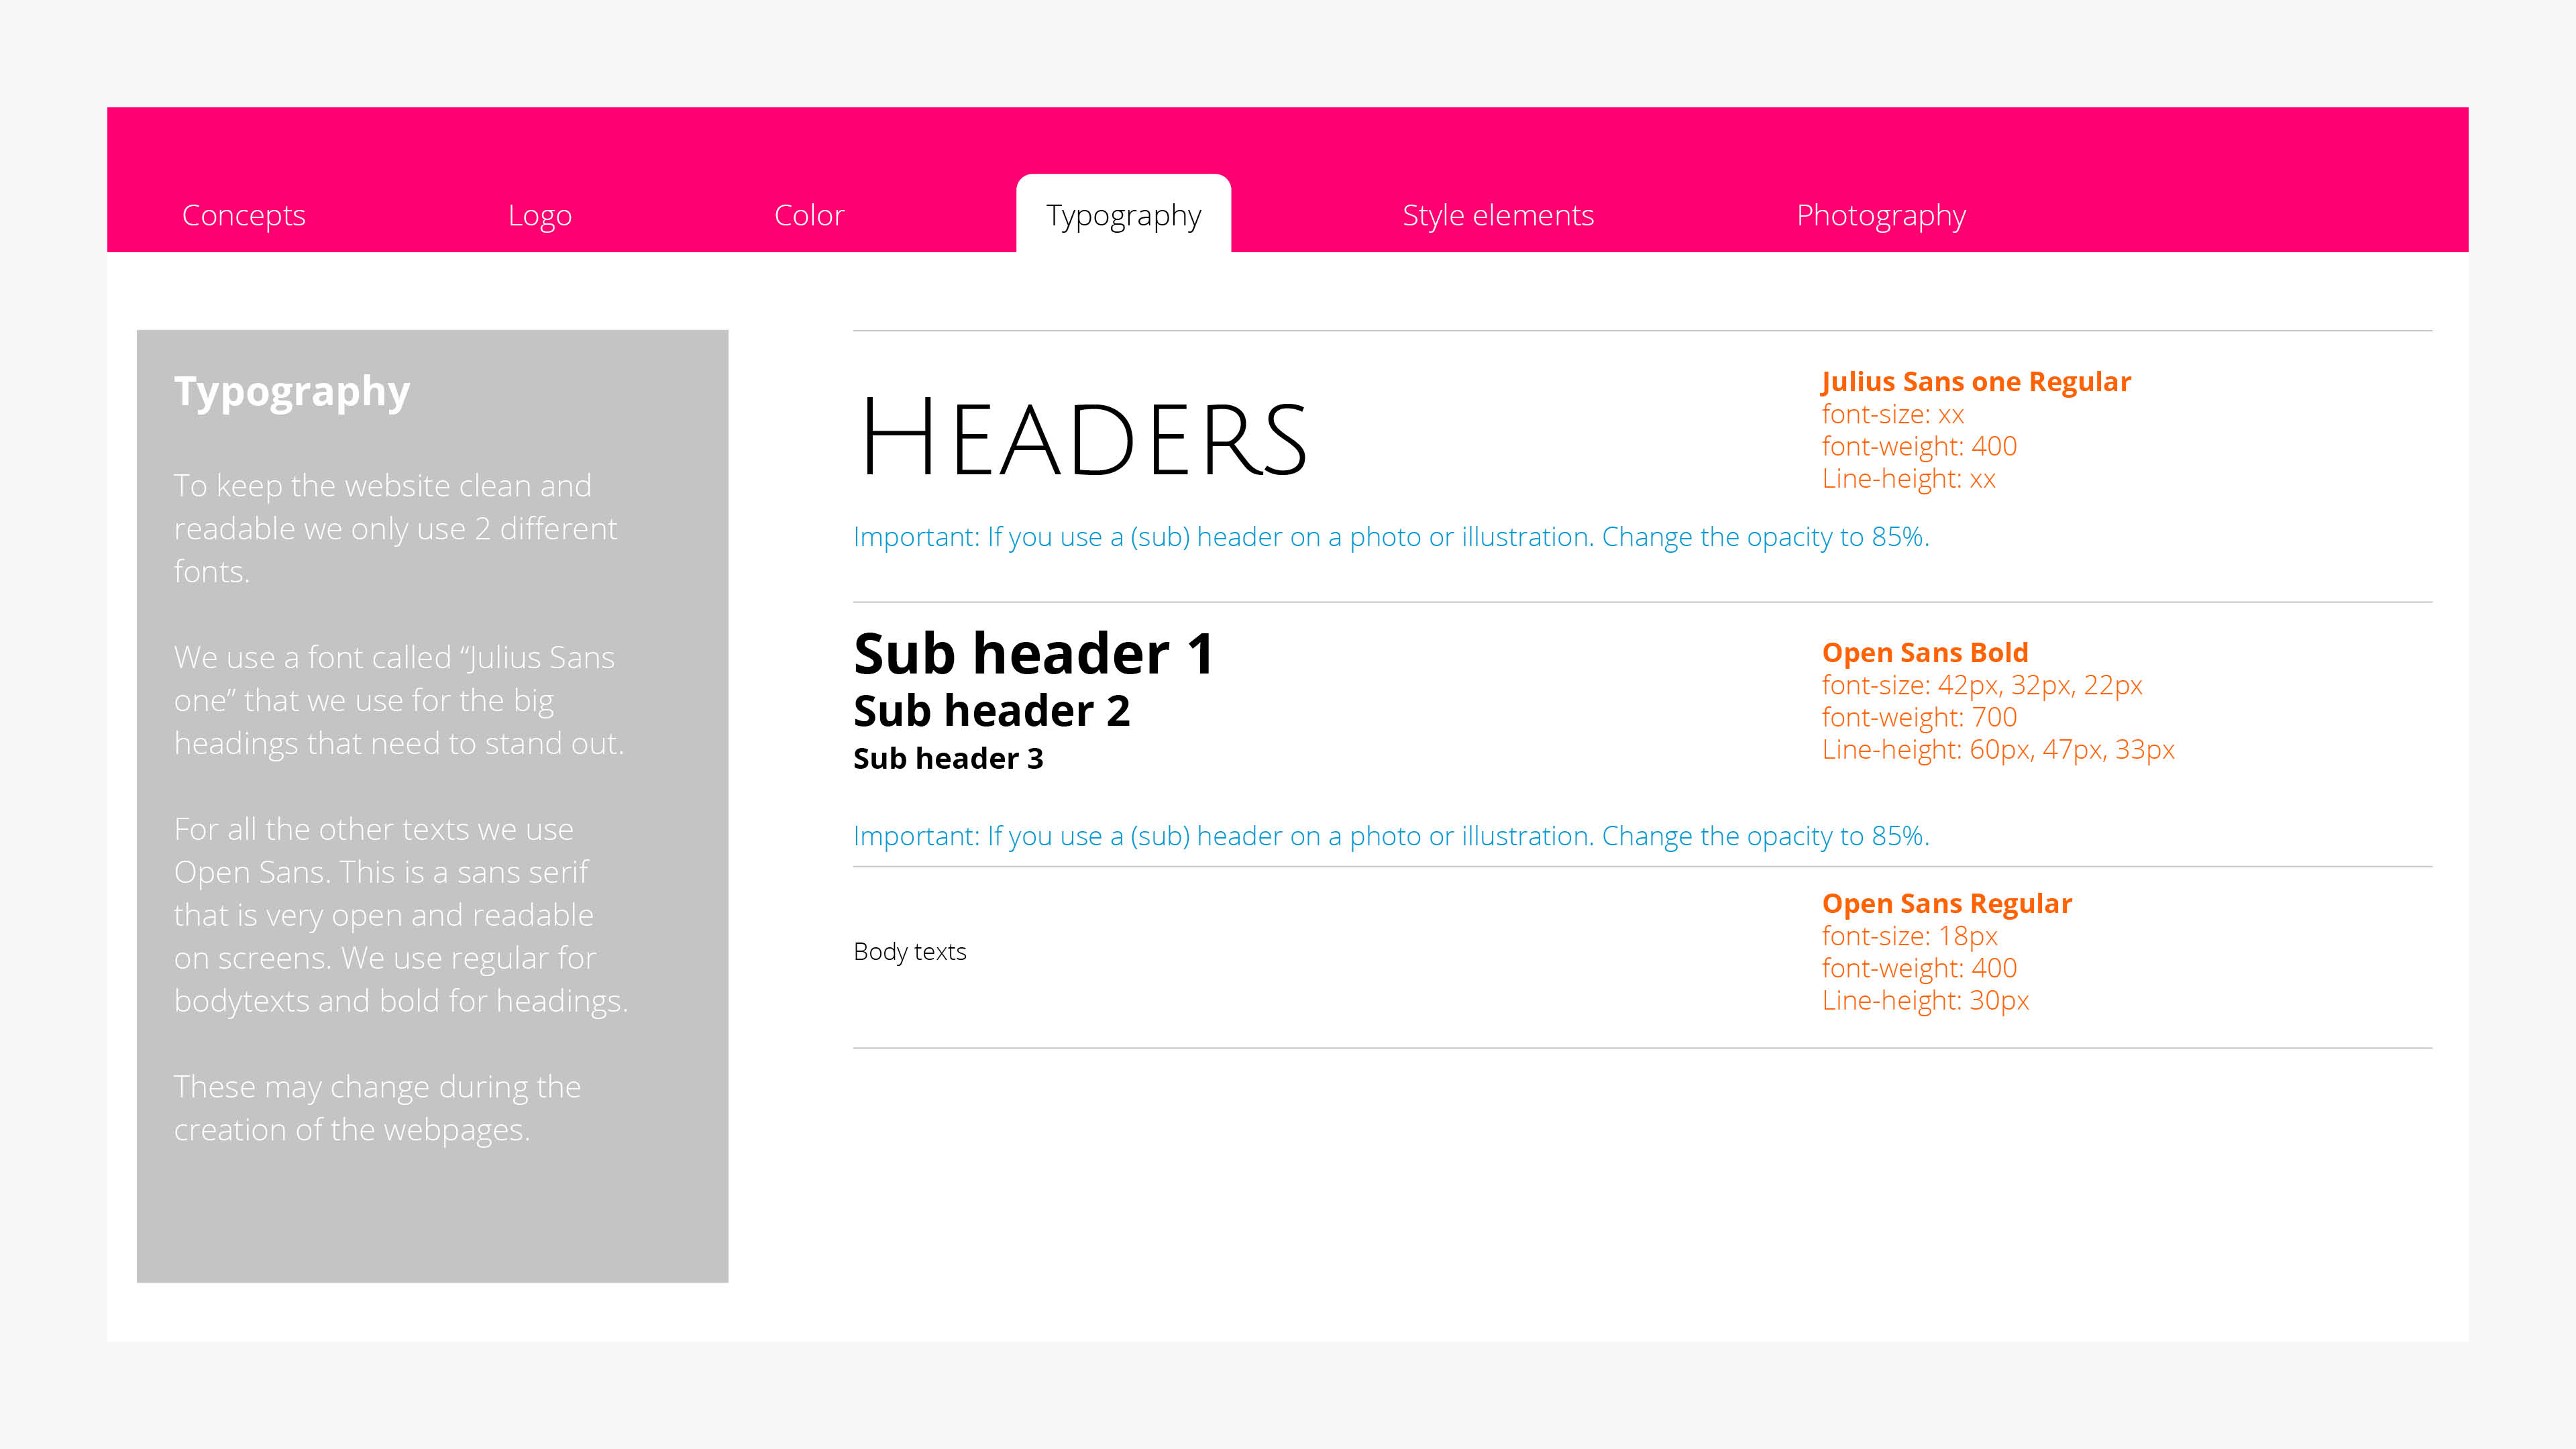 Concepts
Logo
Color
Typography
Style elements
Photography
Typography
To keep the website clean and
readable we only use 2 different
fonts.
We use a font called “Julius Sans
one” that we use for the big
headings that need to stand out.
For all the other texts we use
Open Sans. This is a sans serif
that is very open and readable
on screens. We use regular for
bodytexts and bold for headings.
These may change during the
creation of the webpages.
HEADERS
Julius Sans one Regular
font-size: xx
font-weight: 400
Line-height: xx
Important: If you use a (sub) header on a photo or illustration. Change the opacity to 85%.
Sub header 1
Sub header 2
Sub header 3
Open Sans Bold
font-size: 42px, 32px, 22px
font-weight: 700
Line-height: 60px, 47px, 33px
Important: If you use a (sub) header on a photo or illustration. Change the opacity to 85%.
Body texts
Open Sans Regular
font-size: 18px
font-weight: 400
Line-height: 30px